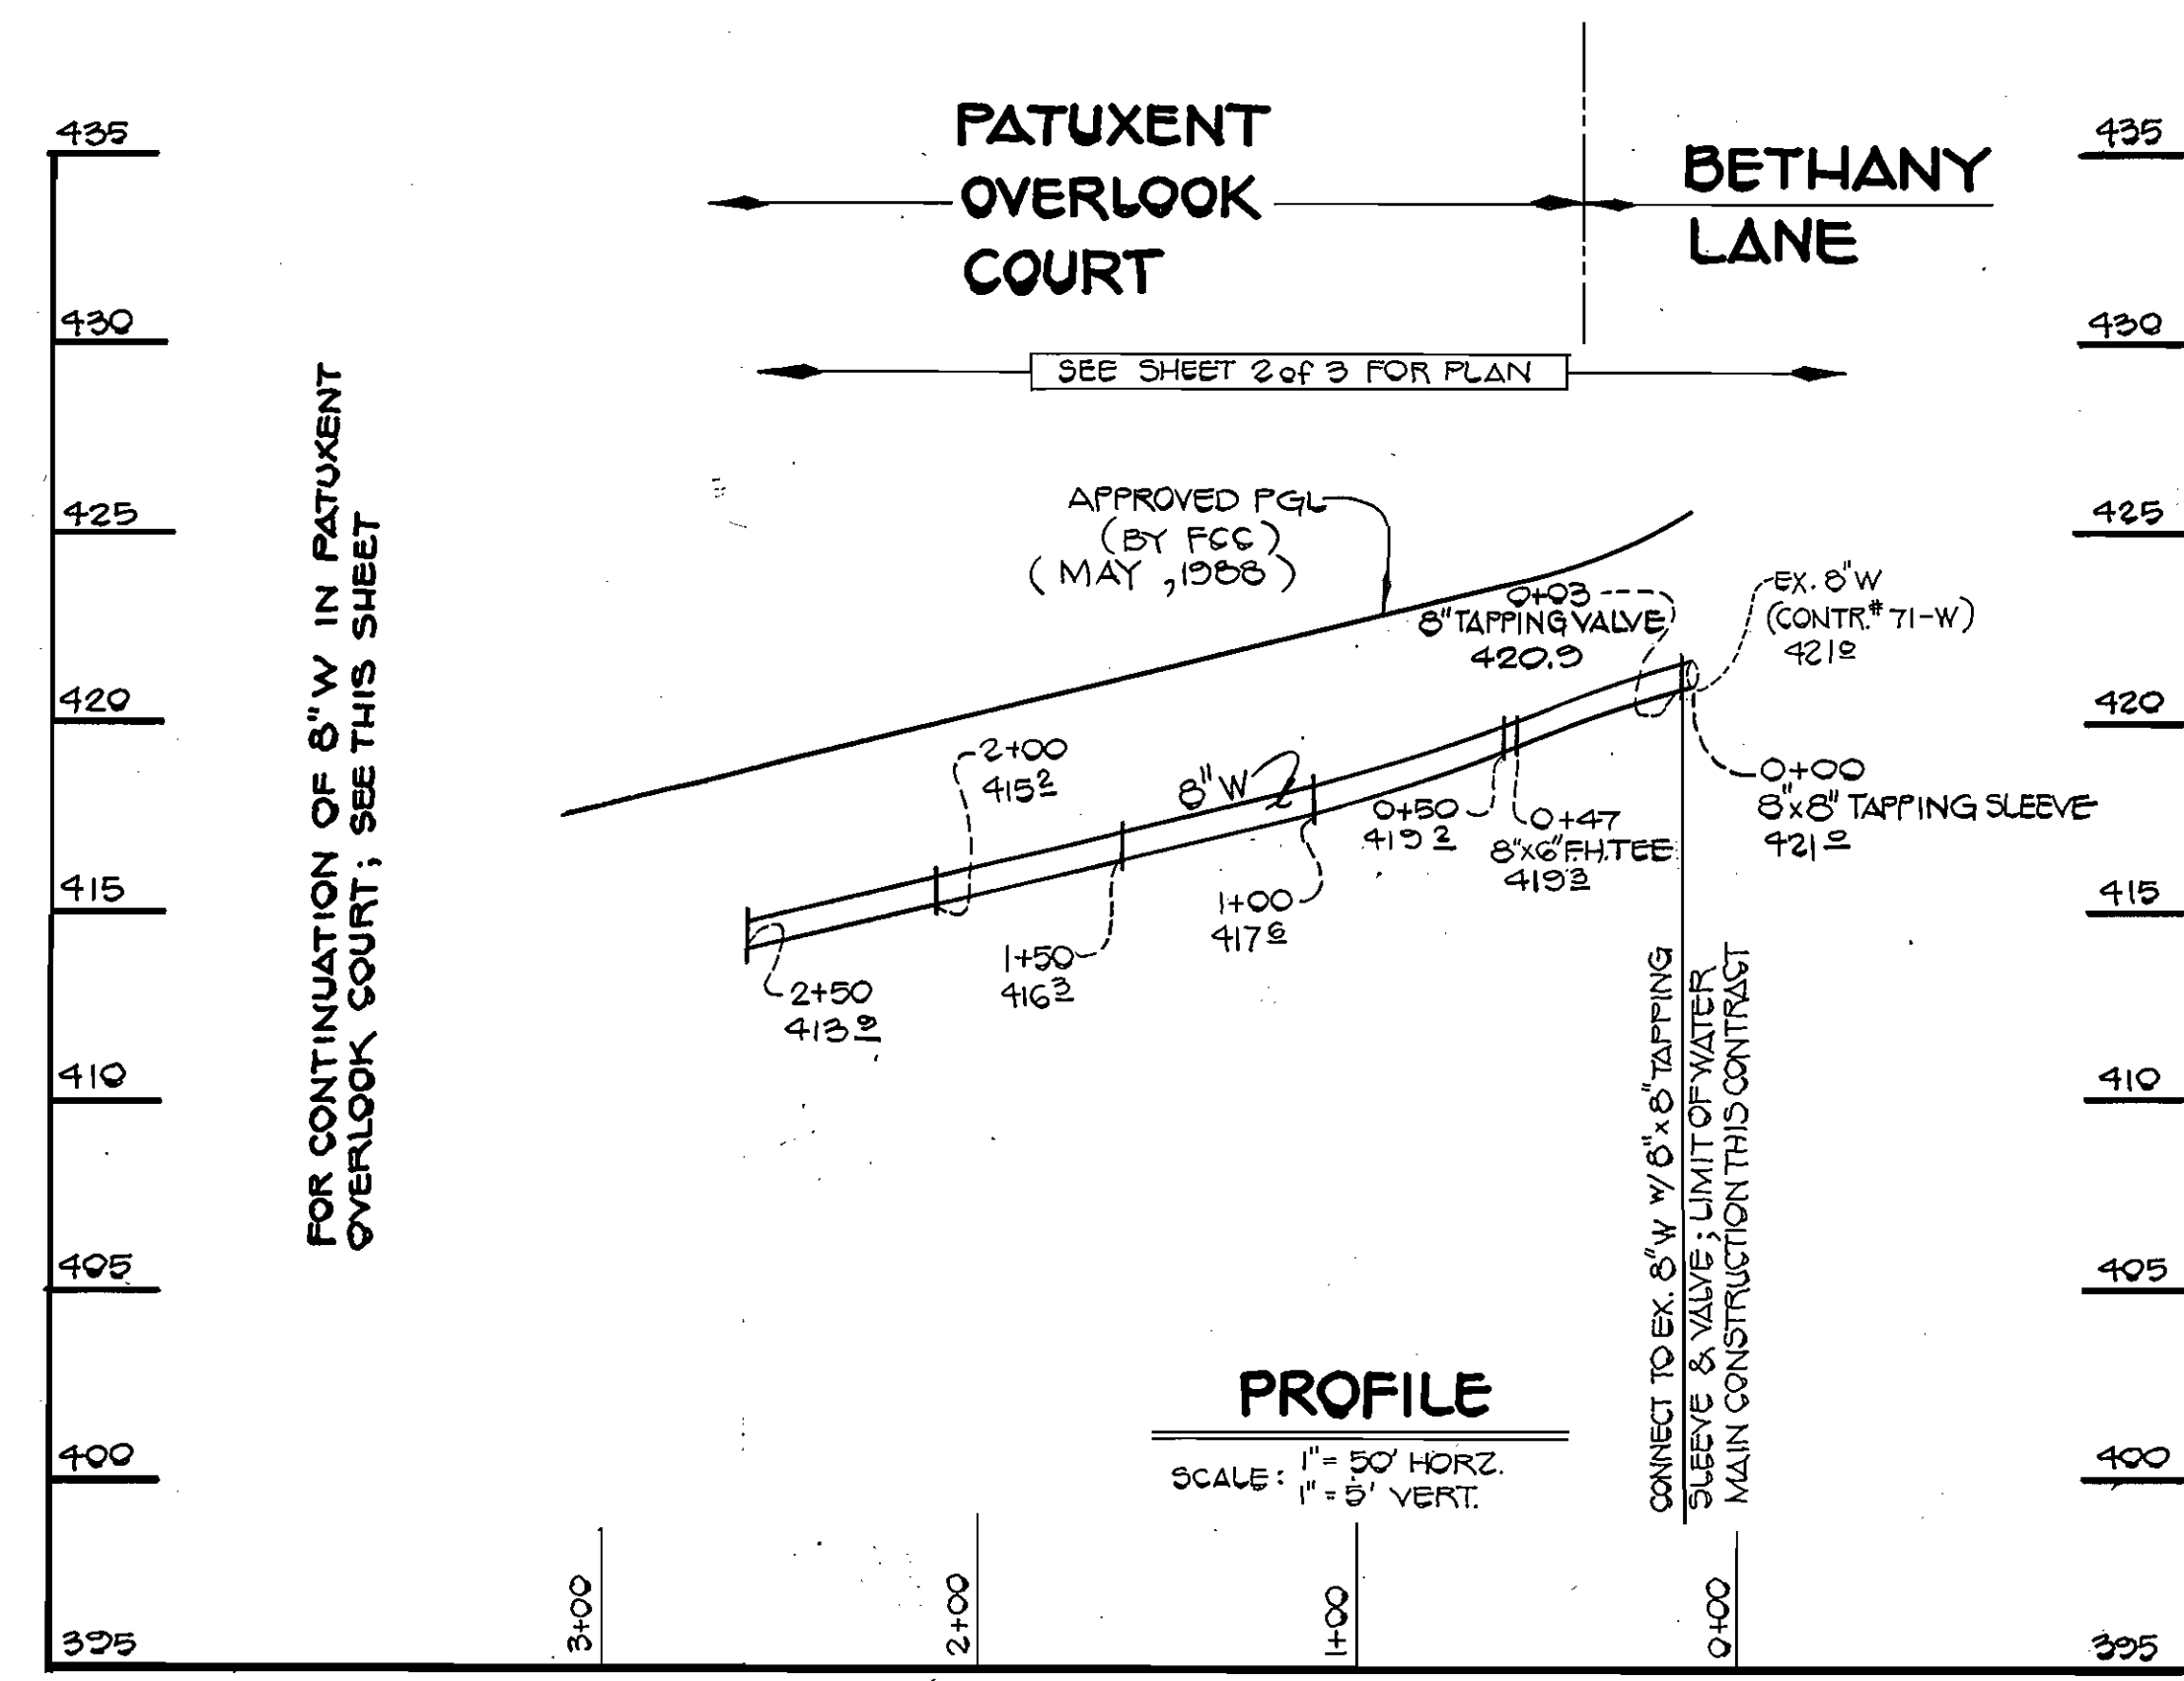 PATUXENT
OVERLOOK
COURT
BETHANY
LANE
SEE SHEET 2 of 3 FOR PLAN
435
430
425
420
415
410
405
400
395
435
430
425
420
415
410
405
400
395
FOR CONTINUATION OF 8" W IN PATUXENT
OVERLOOK COURT; SEE THIS SHEET
APPROVED PGL
(BY FCC)
(MAY ,1988)
0+03
8" TAPPING VALVE
420.9
EX. 8" W
(CONTR.# 71-W)
421 0
2+00
415 2
8" W
0+50
419 2
0+47
8"x6" F.H. TEE
419 3
0+00
8"x8" TAPPING SLEEVE
421 0
1+00
417 6
1+50
416 3
2+50
413 9
CONNECT TO EX. 8" W W/ 8"x8" TAPPING
SLEEVE & VALVE; LIMIT OF WATER
MAIN CONSTRUCTION THIS CONTRACT
PROFILE
SCALE: 1" = 50' HORZ.
1" = 5' VERT.
3+00
2+00
1+00
0+00